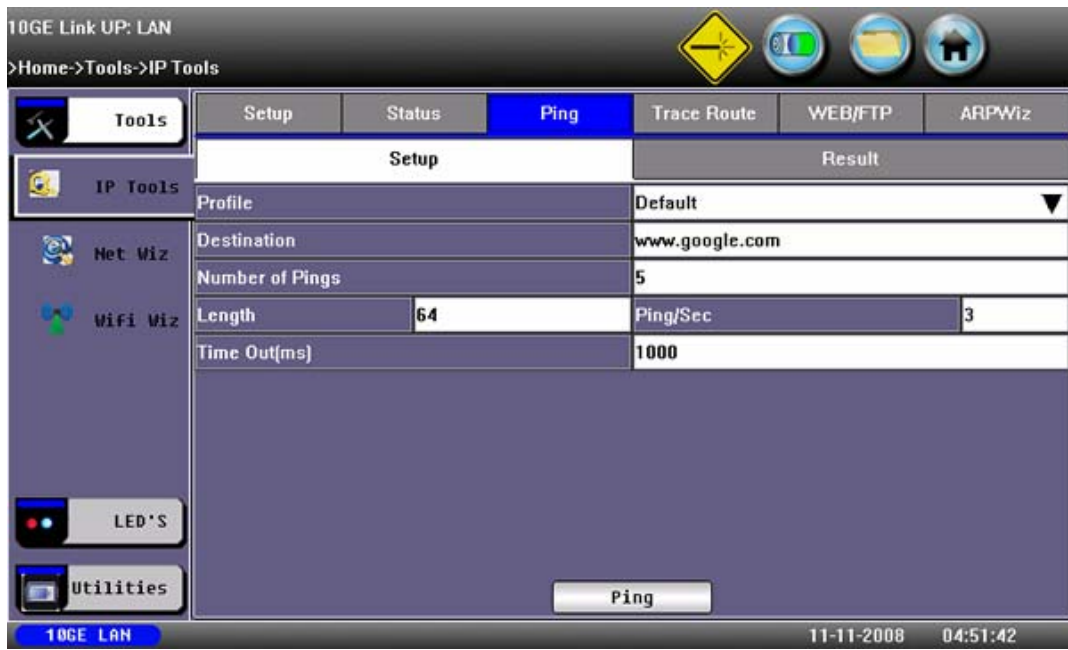 10GE Link UP: LAN
>Home->Tools->IP Tools
Tools
Setup Status Ping Trace Route WEB/FTP ARPWiz
Setup Result
IP Tools
Profile Default
Net Wiz
Destination www.google.com
Number of Pings 5
Wifi Wiz
Length 64 Ping/Sec 3
Time Out(ms) 1000
LED'S
Utilities
Ping
10GE LAN 11-11-2008 04:51:42